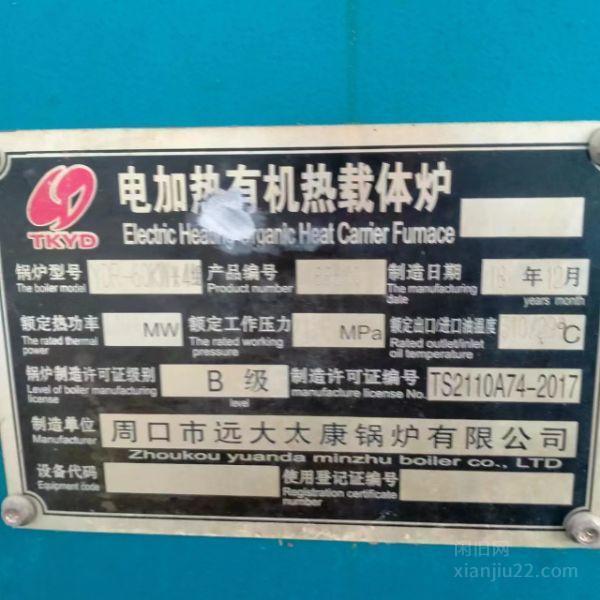 TKYD
电加热有机热载体炉
Electric Heating Organic Heat Carrier Furnace
锅炉型号 YDR-60KW*4组 产品编号 制造日期 年12月
The boiler model Product number The manufacturing date years month
额定热功率 MW 额定工作压力 MPa 额定出口/进口油温度 °C
The rated thermal power The rated working pressure Rated outlet/inlet oil temperature
锅炉制造许可证级别 B 级 制造许可证编号 TS2110A74-2017
Level of boiler manufacturing license level manufacture license No.
制造单位 周口市远大太康锅炉有限公司
Manufacturer Zhoukou yuanda minzhu boiler co., LTD
设备代码 使用登记证编号
Equipment code Registration certificate number
闲旧网
xianjiu22.com